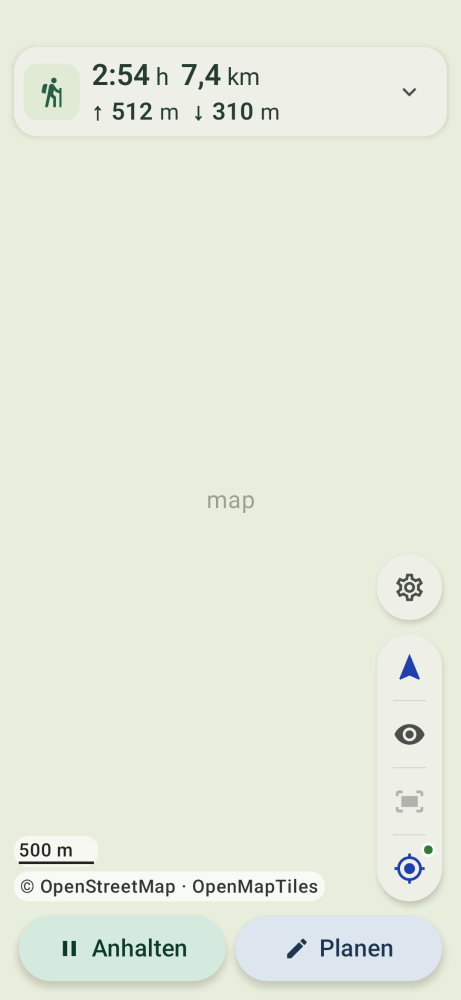 2:54 h 7,4 km
↑ 512 m ↓ 310 m
map
500 m
© OpenStreetMap · OpenMapTiles
Anhalten
Planen